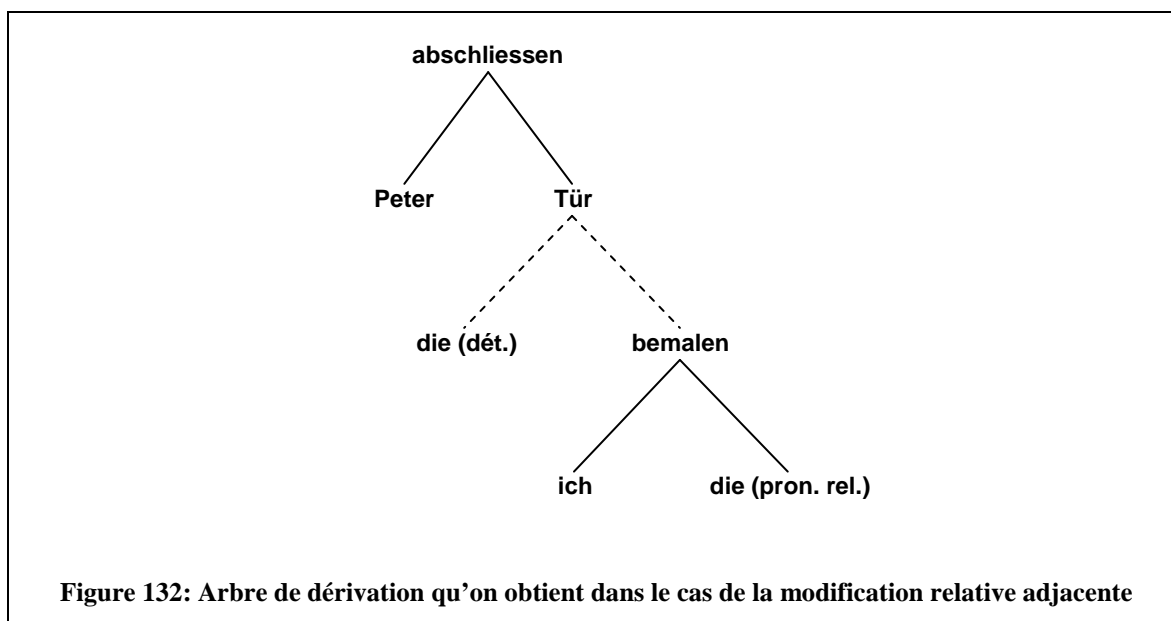 abschliessen
Peter Tür
die (dét.) bemalen
ich die (pron. rel.)
Figure 132: Arbre de dérivation qu’on obtient dans le cas de la modification relative adjacente